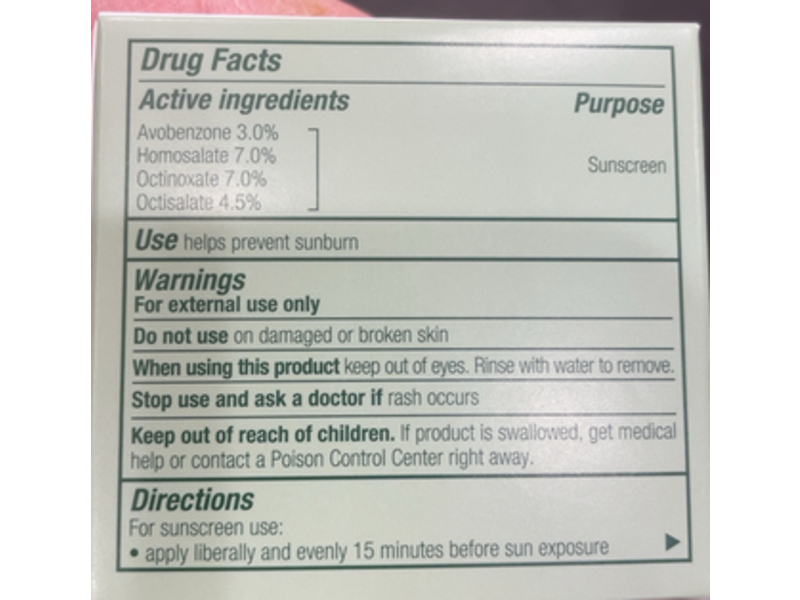 Drug Facts
Active ingredients Purpose
Avobenzone 3.0%
Homosalate 7.0%
Sunscreen
Octinoxate 7.0%
Octisalate 4.5%
Use helps prevent sunburn
Warnings
For external use only
Do not use on damaged or broken skin
When using this product keep out of eyes. Rinse with water to remove.
Stop use and ask a doctor if rash occurs
Keep out of reach of children. If product is swallowed, get medical
help or contact a Poison Control Center right away.
Directions
For sunscreen use:
• apply liberally and evenly 15 minutes before sun exposure